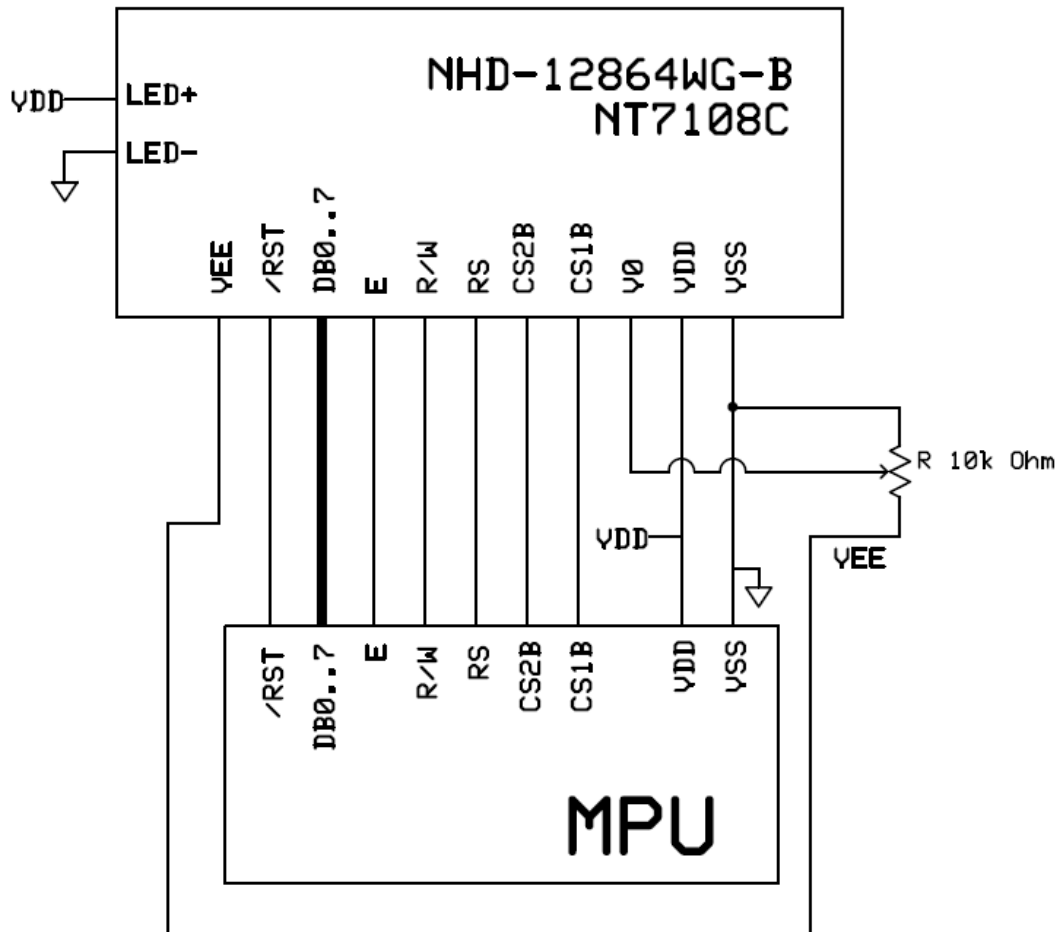 NHD-12864WG-B
NT7108C
VDD
LED+
LED-
VEE
/RST
DB0..7
E
R/W
RS
CS2B
CS1B
V0
VDD
VSS
R 10k Ohm
VDD
VEE
/RST
DB0..7
E
R/W
RS
CS2B
CS1B
VDD
VSS
MPU